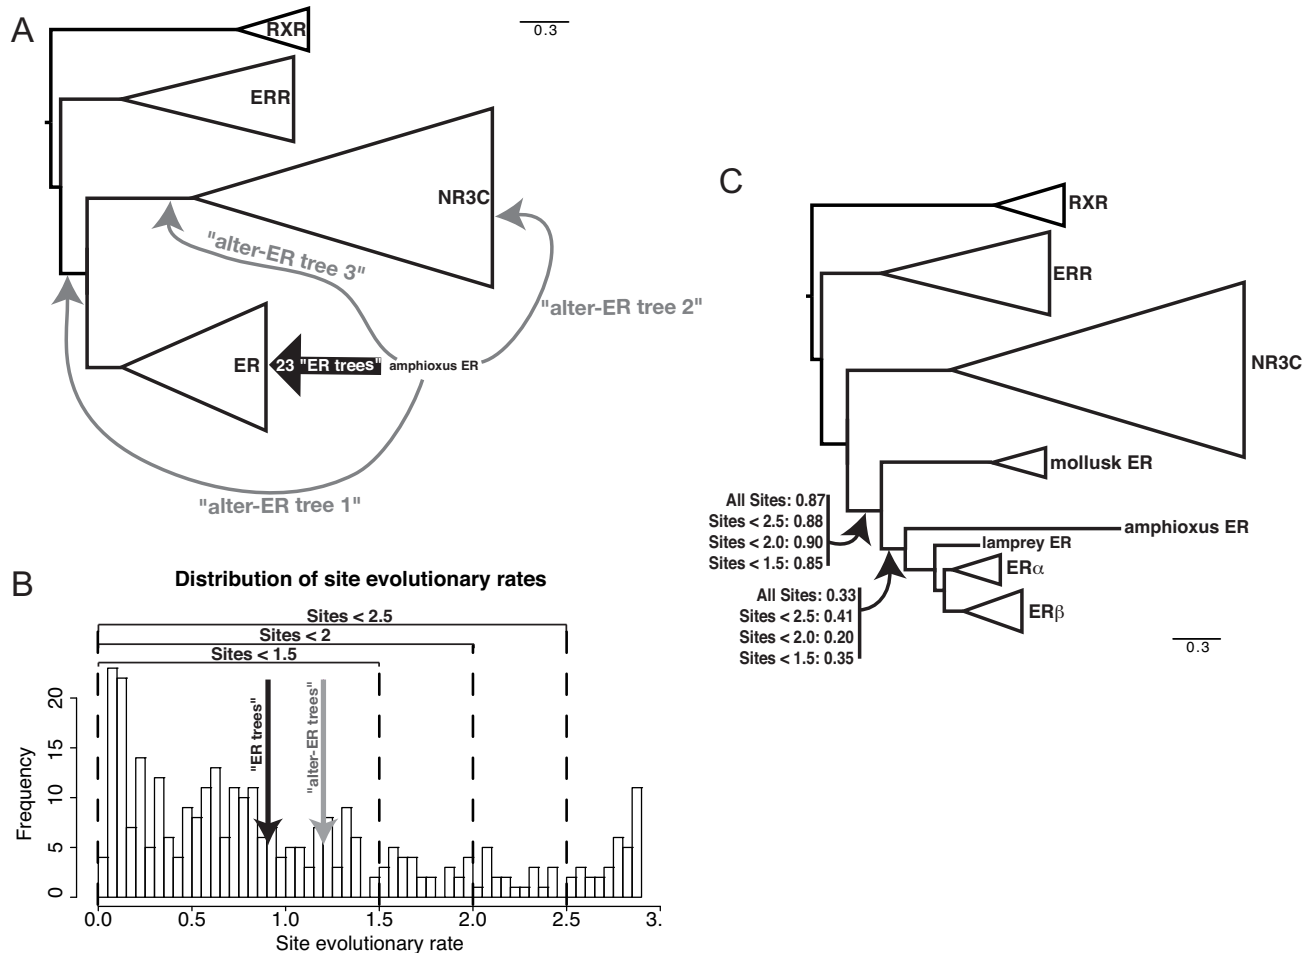 A
RXR
0.3
ERR
NR3C
"alter-ER tree 3"
"alter-ER tree 2"
ER
23 "ER trees"
amphioxus ER
"alter-ER tree 1"
B
Distribution of site evolutionary rates
Sites < 2.5
Sites < 2
Sites < 1.5
"ER trees"
"alter-ER trees"
Frequency
20
15
10
5
0
0.0 0.5 1.0 1.5 2.0 2.5 3.
Site evolutionary rate
C
RXR
ERR
NR3C
mollusk ER
All Sites: 0.87
Sites < 2.5: 0.88
Sites < 2.0: 0.90
Sites < 1.5: 0.85
amphioxus ER
lamprey ER
ERα
ERβ
All Sites: 0.33
Sites < 2.5: 0.41
Sites < 2.0: 0.20
Sites < 1.5: 0.35
0.3